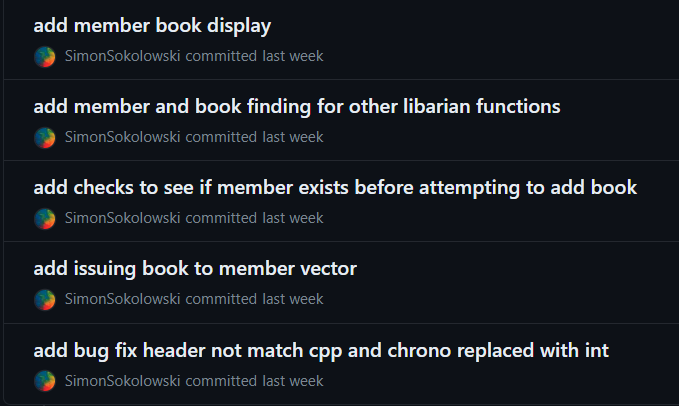 add member book display
SimonSokolowski committed last week
add member and book finding for other libarian functions
SimonSokolowski committed last week
add checks to see if member exists before attempting to add book
SimonSokolowski committed last week
add issuing book to member vector
SimonSokolowski committed last week
add bug fix header not match cpp and chrono replaced with int
SimonSokolowski committed last week